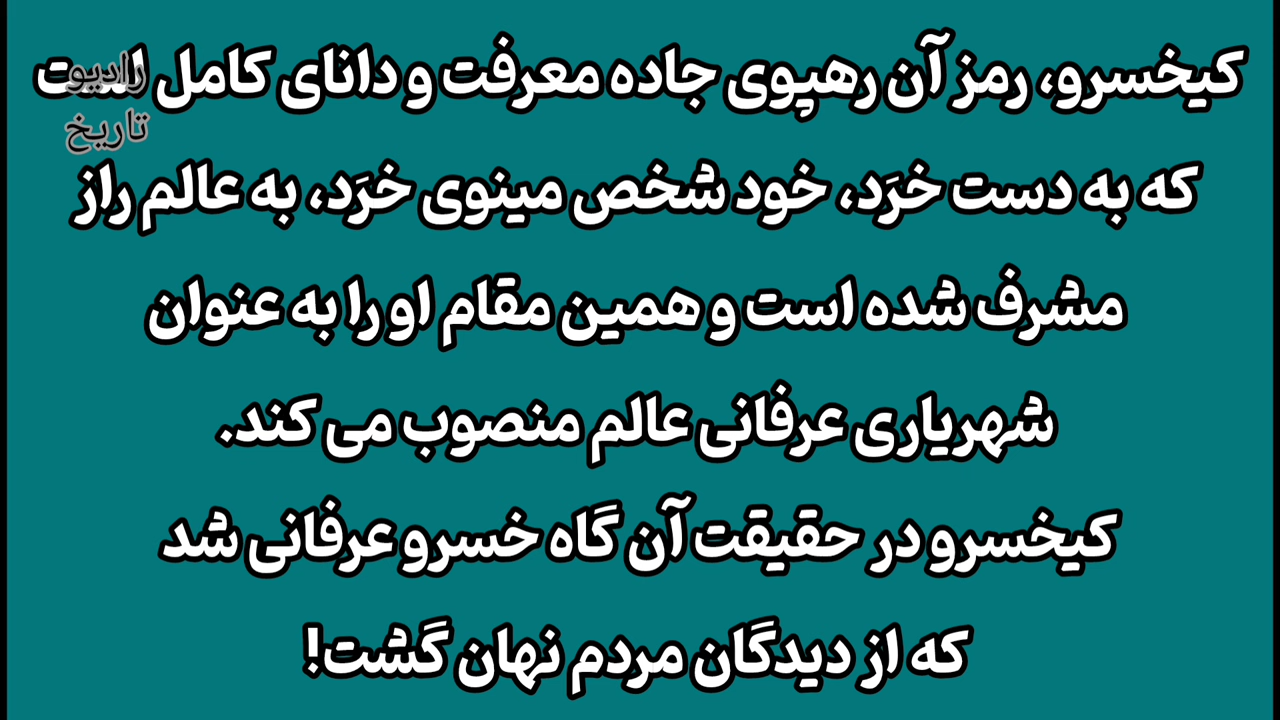 کیخسرو، رمز آن رهپوی جاده معرفت و دانای کامل است
که به دست خرَد، خود شخص مینوی خرَد، به عالم راز
مشرف شده است و همین مقام او را به عنوان
شهریاری عرفانی عالم منصوب می کند.
کیخسرو در حقیقت آن گاه خسرو عرفانی شد
که از دیدگان مردم نهان گشت!
رادیو
تاریخ